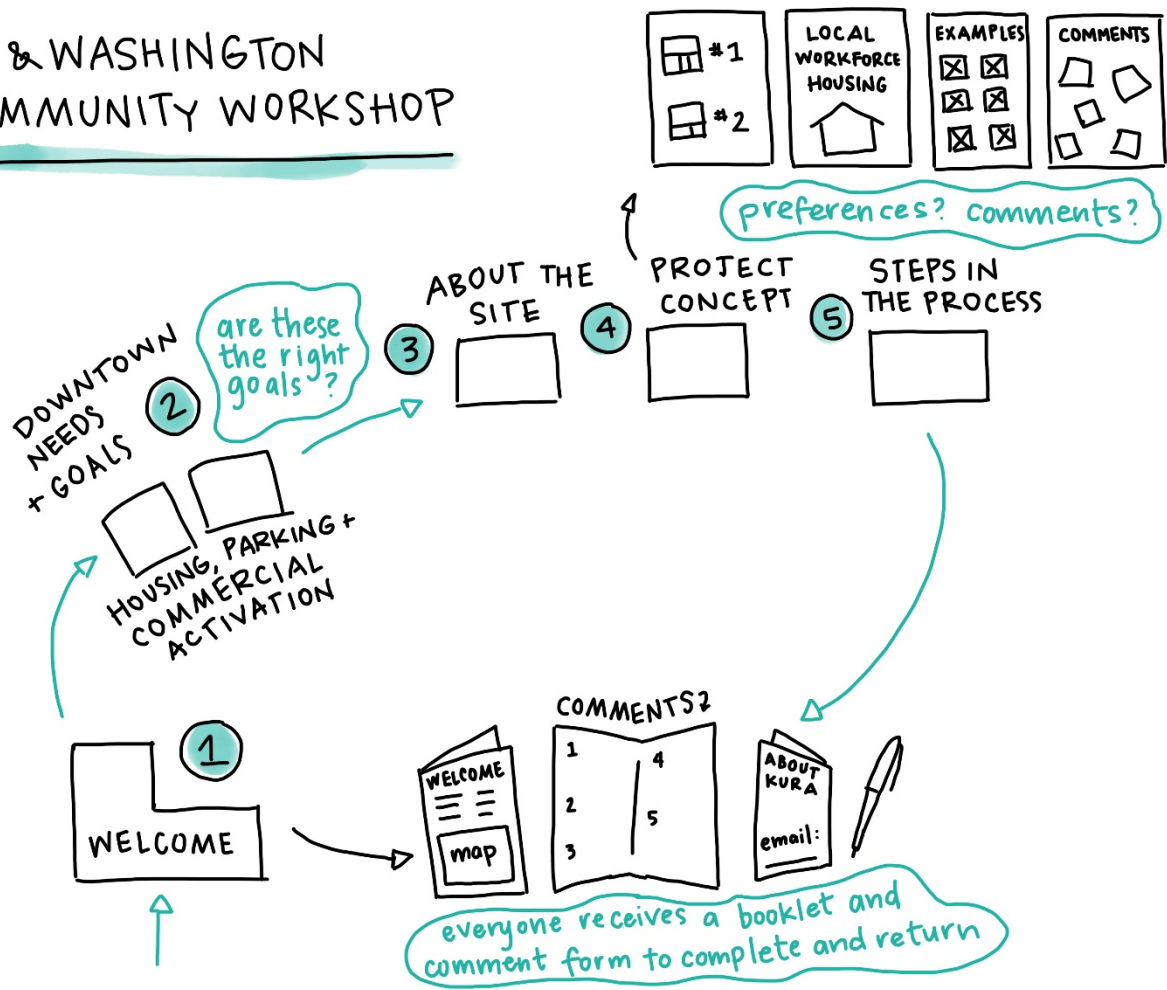 & WASHINGTON
MMUNITY WORKSHOP
#1
#2
LOCAL
WORKFORCE
HOUSING
EXAMPLES
COMMENTS
preferences? comments?
DOWNTOWN
NEEDS
+ GOALS
2
are these
the right
goals?
HOUSING, PARKING +
COMMERCIAL
ACTIVATION
3
ABOUT THE
SITE
4
PROJECT
CONCEPT
5
STEPS IN
THE PROCESS
1
WELCOME
WELCOME
map
COMMENTS?
1
2
3
4
5
ABOUT
KURA
email:
everyone receives a booklet and
comment form to complete and return